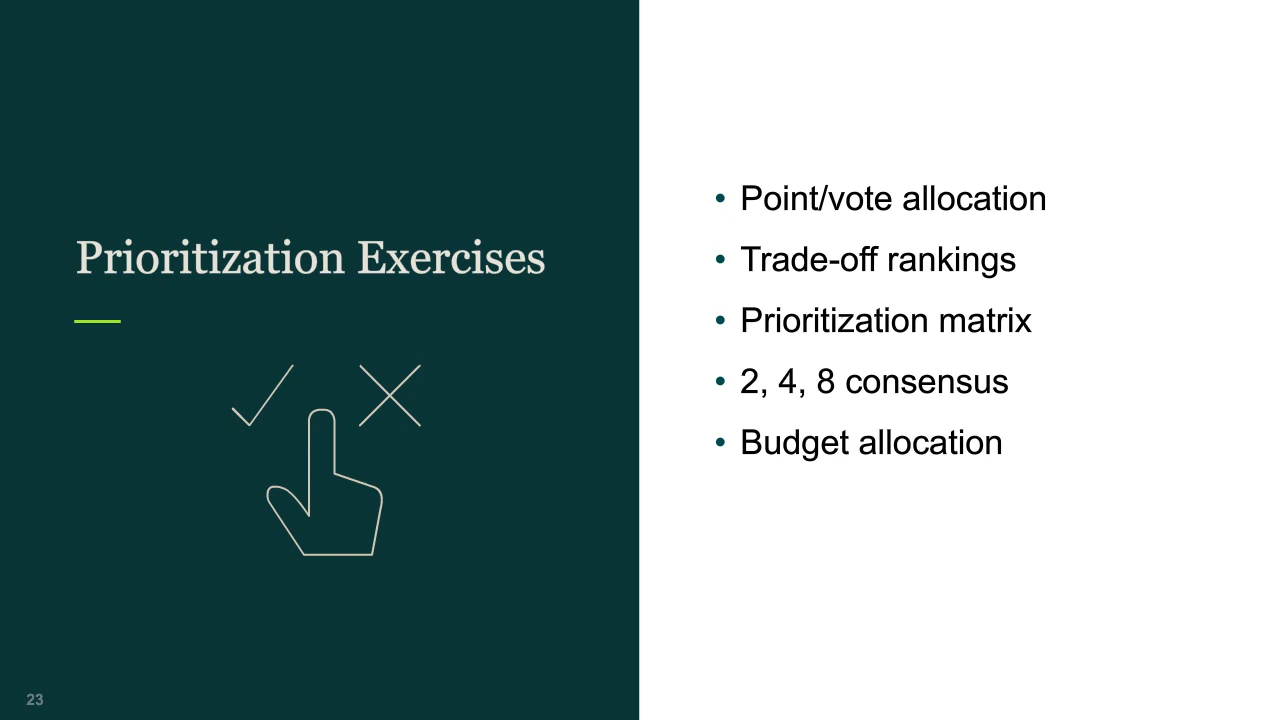 Prioritization Exercises
• Point/vote allocation
• Trade-off rankings
• Prioritization matrix
• 2, 4, 8 consensus
• Budget allocation
23